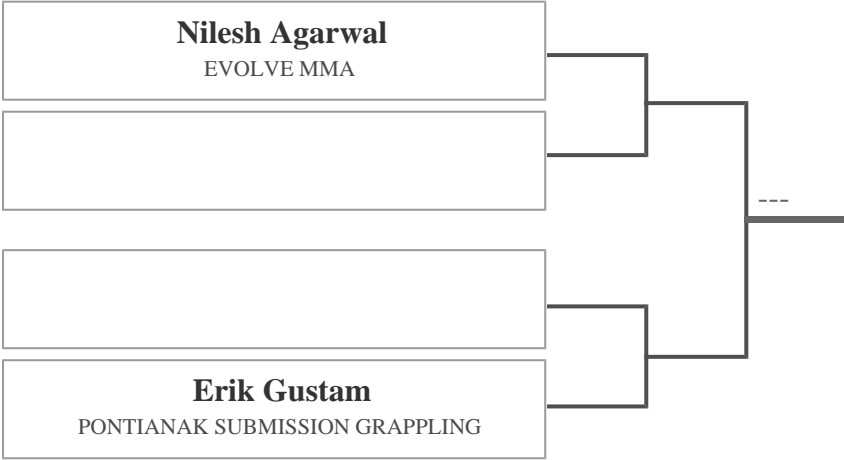 Nilesh Agarwal
EVOLVE MMA
---
Erik Gustam
PONTIANAK SUBMISSION GRAPPLING